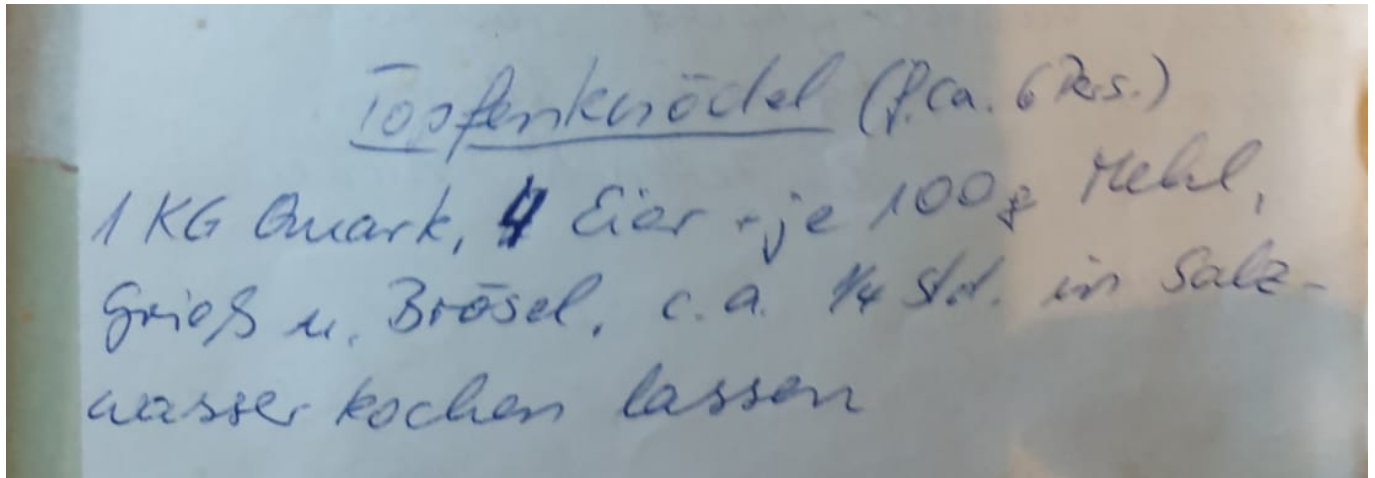 Topfenknödel (f. ca. 6 Pers.)
1 KG Quark, 4 Eier - je 100g Mehl,
Grieß u. Brösel, c.a. 1/4 Std. in Salz-
wasser kochen lassen